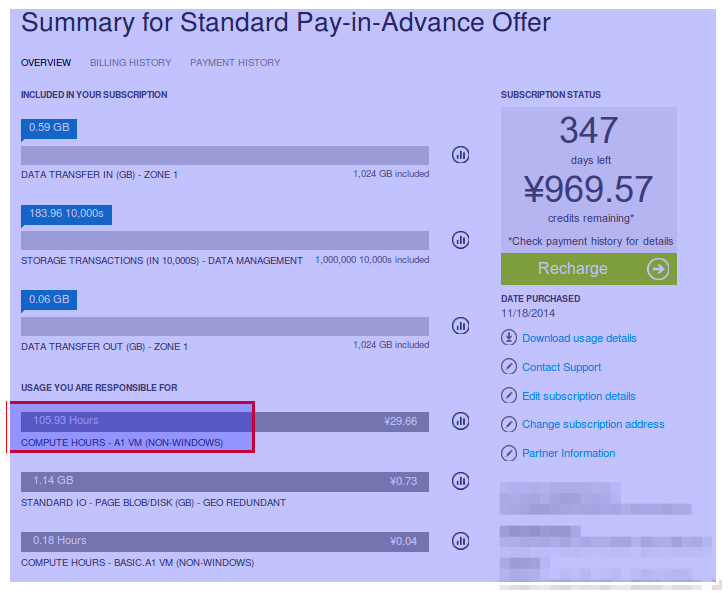 Summary for Standard Pay-in-Advance Offer
OVERVIEW BILLING HISTORY PAYMENT HISTORY
INCLUDED IN YOUR SUBSCRIPTION
0.59 GB
DATA TRANSFER IN (GB) - ZONE 1 1,024 GB included
183.96 10,000s
STORAGE TRANSACTIONS (IN 10,000S) - DATA MANAGEMENT 1,000,000 10,000s included
0.06 GB
DATA TRANSFER OUT (GB) - ZONE 1 1,024 GB included
USAGE YOU ARE RESPONSIBLE FOR
105.93 Hours ¥29.66
COMPUTE HOURS - A1 VM (NON-WINDOWS)
1.14 GB ¥0.73
STANDARD IO - PAGE BLOB/DISK (GB) - GEO REDUNDANT
0.18 Hours ¥0.04
COMPUTE HOURS - BASIC.A1 VM (NON-WINDOWS)
SUBSCRIPTION STATUS
347
days left
¥969.57
credits remaining*
*Check payment history for details
Recharge
DATE PURCHASED
11/18/2014
Download usage details
Contact Support
Edit subscription details
Change subscription address
Partner Information